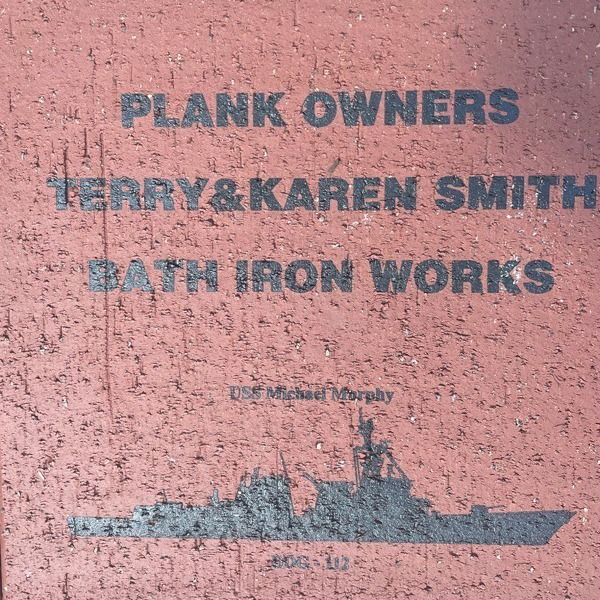 PLANK OWNERS
TERRY&KAREN SMITH
BATH IRON WORKS
USS Michael Murphy
DDG - 112